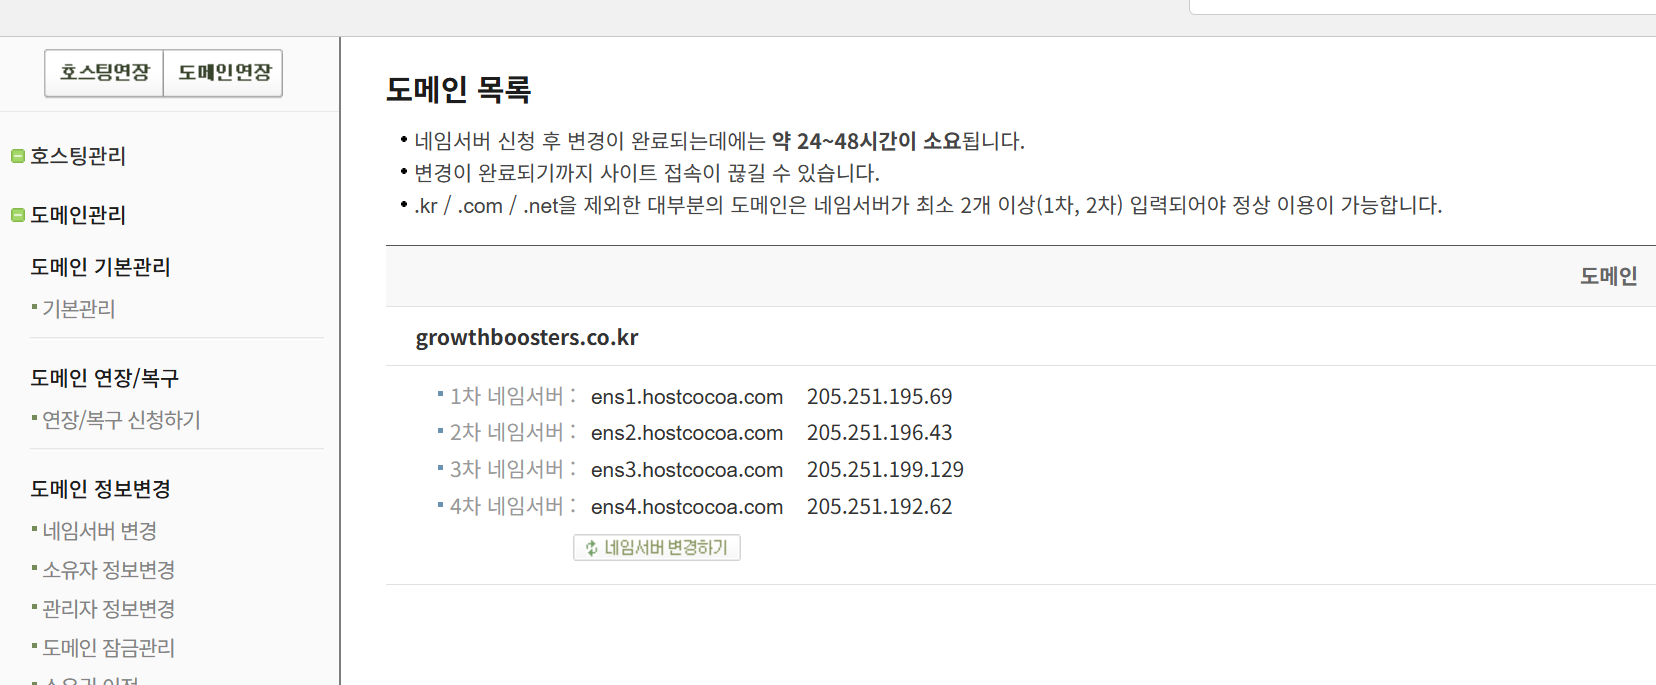 호스팅연장 도메인연장
호스팅관리
도메인관리
도메인 기본관리
기본관리
도메인 연장/복구
연장/복구 신청하기
도메인 정보변경
네임서버 변경
소유자 정보변경
관리자 정보변경
도메인 잠금관리
도메인 목록
• 네임서버 신청 후 변경이 완료되는데에는 약 24~48시간이 소요됩니다.
• 변경이 완료되기까지 사이트 접속이 끊길 수 있습니다.
• .kr / .com / .net을 제외한 대부분의 도메인은 네임서버가 최소 2개 이상(1차, 2차) 입력되어야 정상 이용이 가능합니다.
도메인
growthboosters.co.kr
1차 네임서버 : ens1.hostcocoa.com 205.251.195.69
2차 네임서버 : ens2.hostcocoa.com 205.251.196.43
3차 네임서버 : ens3.hostcocoa.com 205.251.199.129
4차 네임서버 : ens4.hostcocoa.com 205.251.192.62
네임서버 변경하기